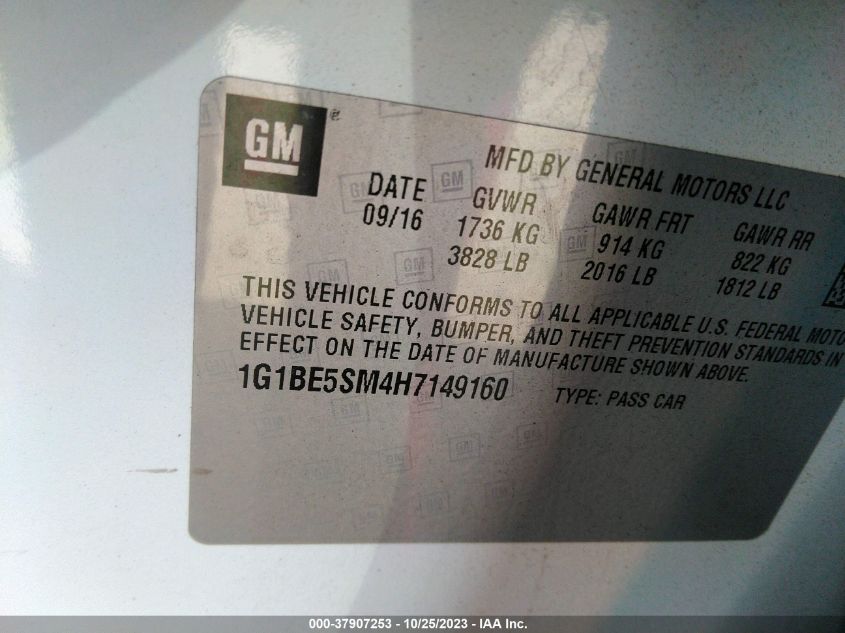 GM ®
MFD BY GENERAL MOTORS LLC
DATE GVWR GAWR FRT GAWR RR
09/16 1736 KG 914 KG 822 KG
3828 LB 2016 LB 1812 LB
THIS VEHICLE CONFORMS TO ALL APPLICABLE U.S. FEDERAL MOTO
VEHICLE SAFETY, BUMPER, AND THEFT PREVENTION STANDARDS IN
EFFECT ON THE DATE OF MANUFACTURE SHOWN ABOVE.
1G1BE5SM4H7149160 TYPE: PASS CAR
000-37907253 - 10/25/2023 - IAA Inc.